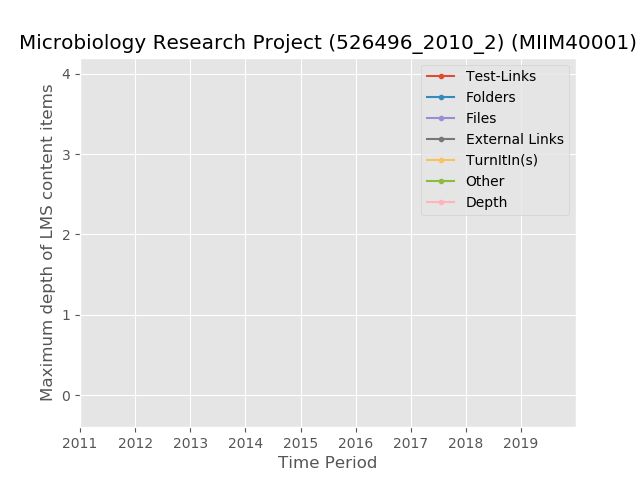 Microbiology Research Project (526496_2010_2) (MIIM40001)
Maximum depth of LMS content items
4
3
2
1
0
Test-Links
Folders
Files
External Links
TurnItIn(s)
Other
Depth
2011 2012 2013 2014 2015 2016 2017 2018 2019
Time Period